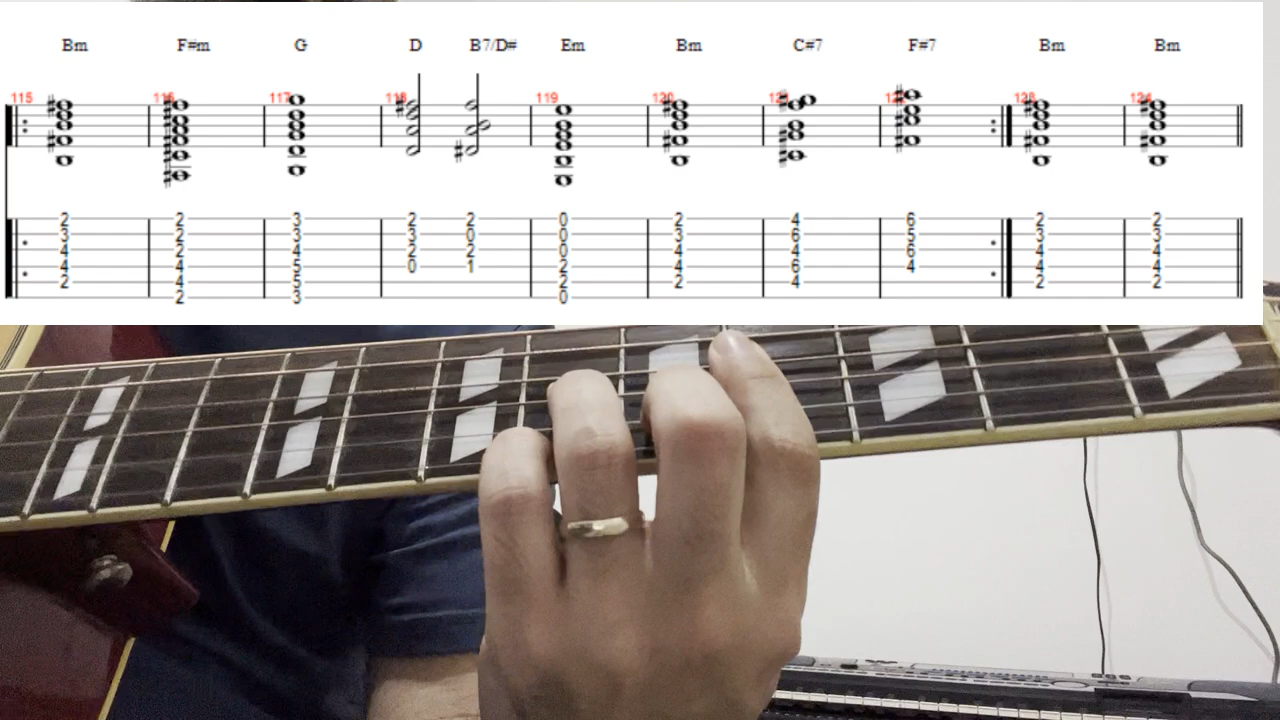 Bm F#m G D B7/D# Em Bm C#7 F#7 Bm Bm
115 116 117 118 119 120 121 122 123 124
2 2 3 2 2 0 2 4 6 2 2
3 2 3 3 0 0 3 6 5 3 3
4 2 4 2 2 0 4 4 6 4 4
4 4 5 0 1 2 4 6 4 4 4
2 4 5 2 2 4 2 2
2 3 0